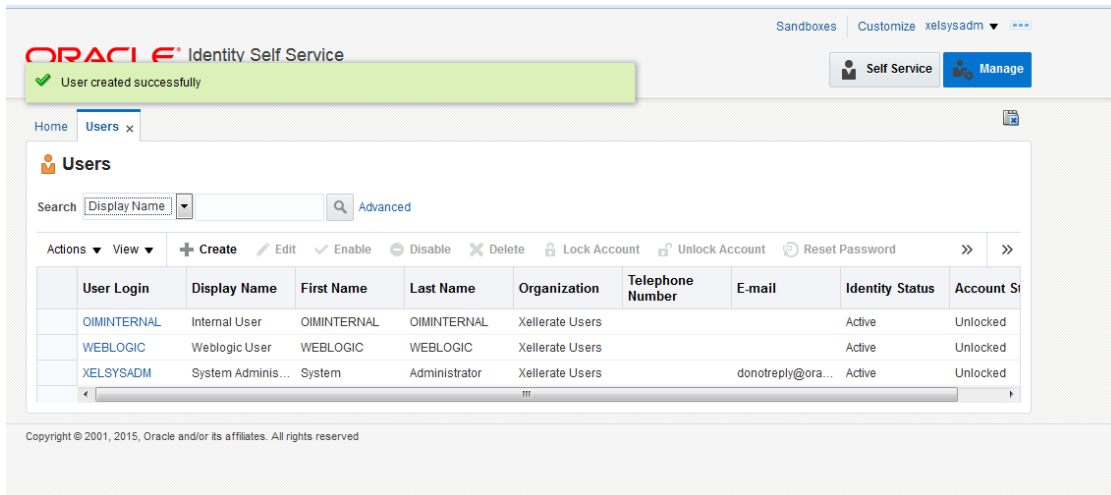 Sandboxes Customize xelsysadm
ORACLE Identity Self Service
User created successfully
Self Service Manage
Home Users x
Users
Search Display Name Advanced
Actions View Create Edit Enable Disable Delete Lock Account Unlock Account Reset Password » »
User Login Display Name First Name Last Name Organization Telephone Number E-mail Identity Status Account St
OIMINTERNAL Internal User OIMINTERNAL OIMINTERNAL Xellerate Users Active Unlocked
WEBLOGIC Weblogic User WEBLOGIC WEBLOGIC Xellerate Users Active Unlocked
XELSYSADM System Adminis... System Administrator Xellerate Users donotreply@ora... Active Unlocked
Copyright © 2001, 2015, Oracle and/or its affiliates. All rights reserved